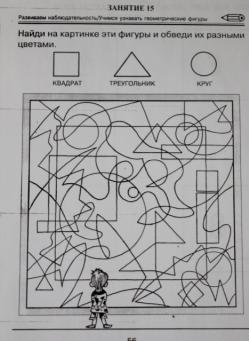 ЗАНЯТИЕ 15
Развиваем наблюдательность/Учимся узнавать геометрические фигуры
Найди на картинке эти фигуры и обведи их разными
цветами.
КВАДРАТ ТРЕУГОЛЬНИК КРУГ
56